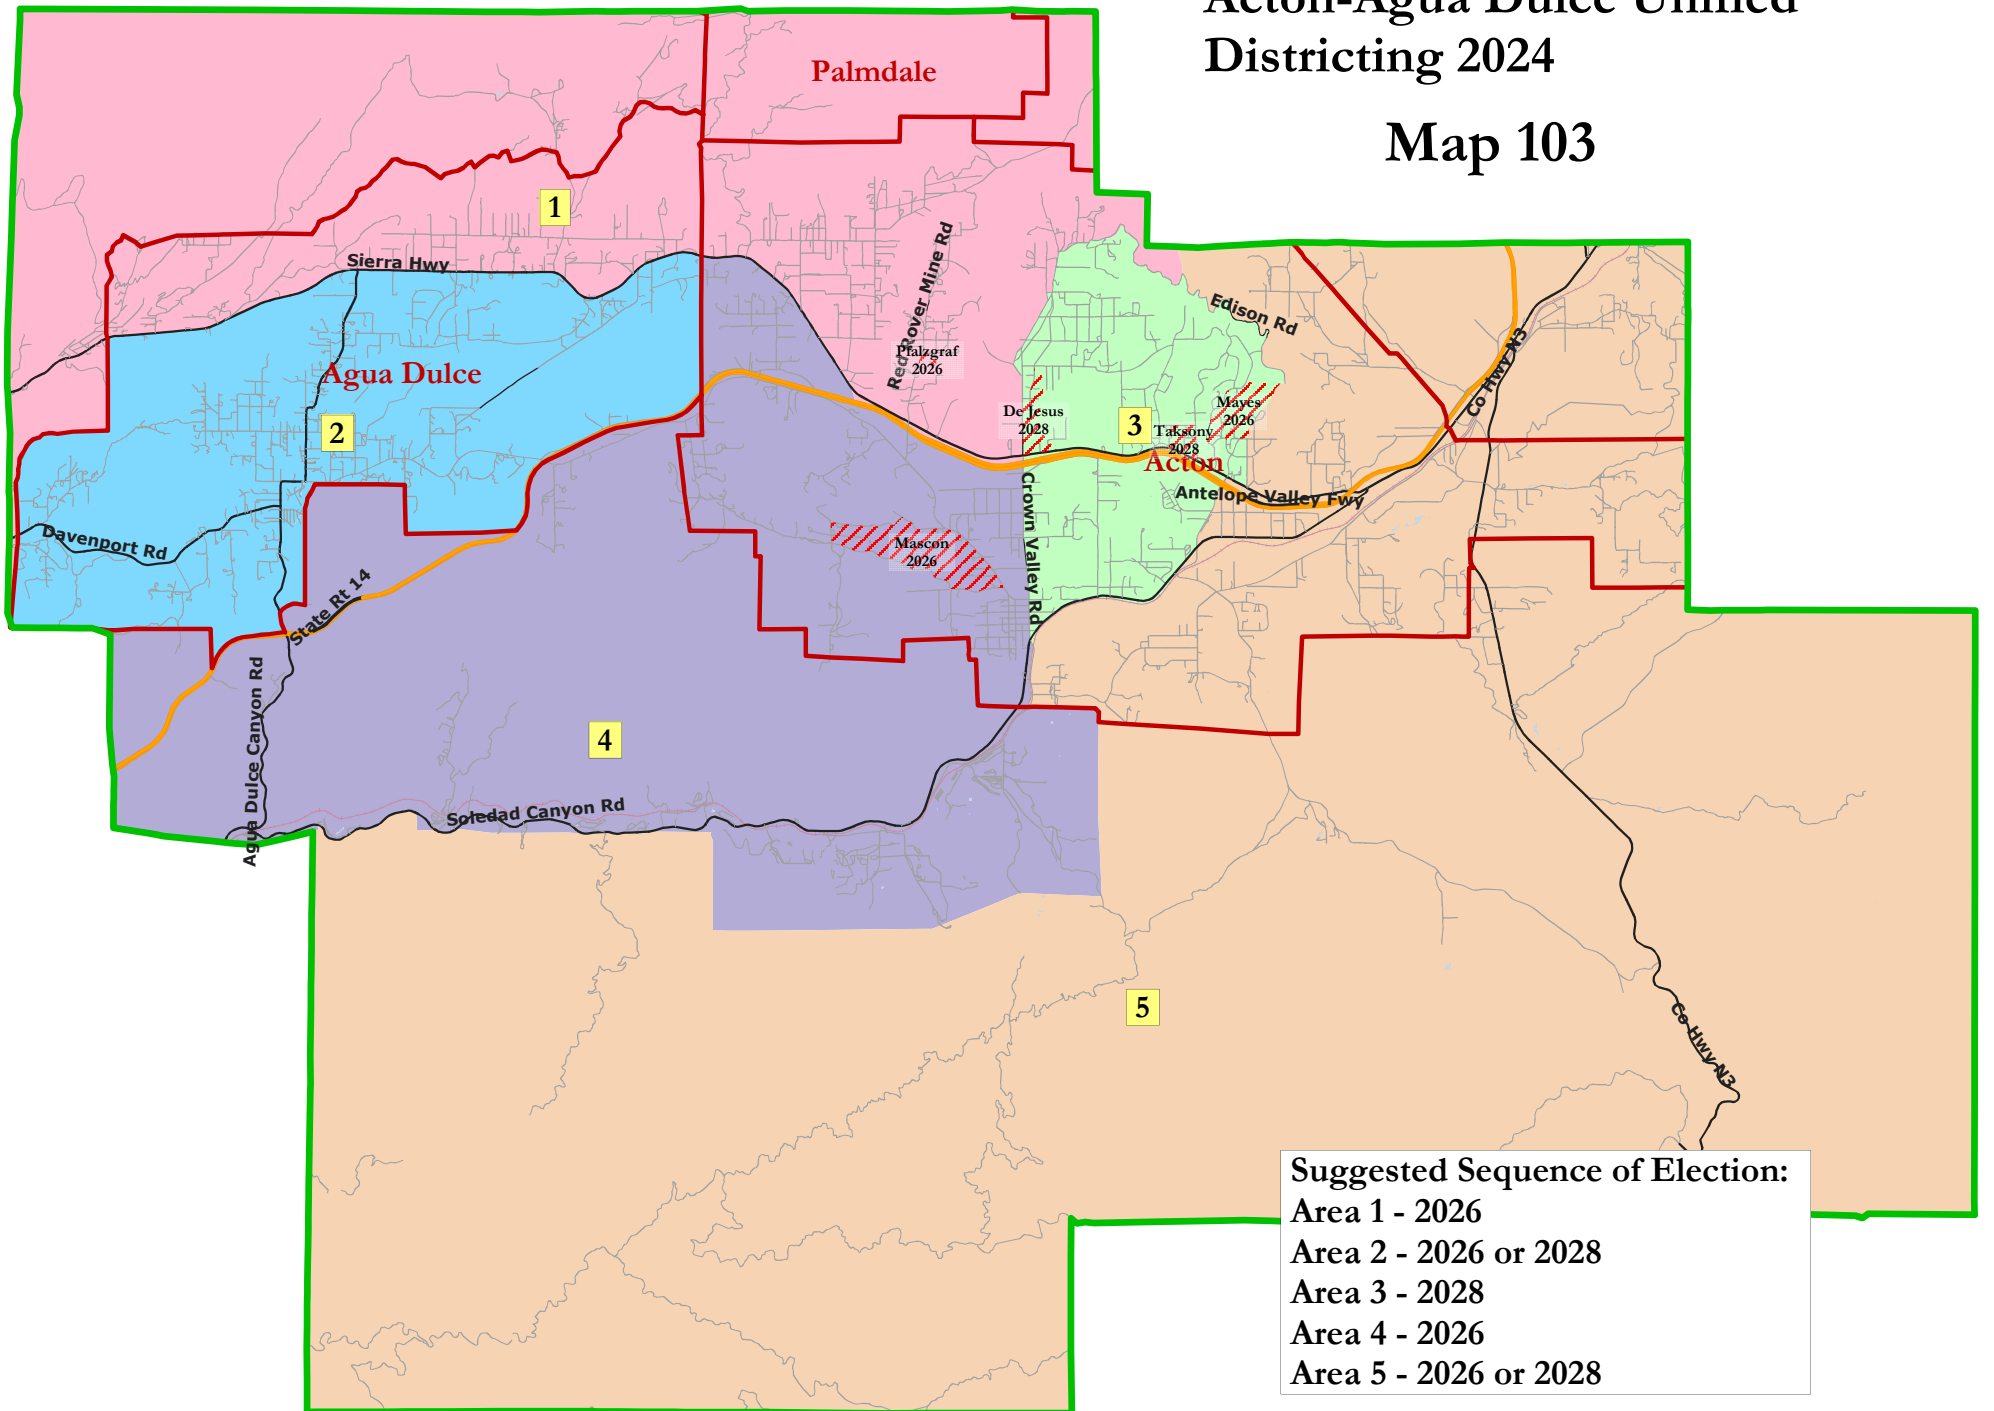 Acton-Agua Dulce Unified
Districting 2024
Map 103
Palmdale
1
Sierra Hwy
Red Rover Mine Rd
Edison Rd
Co Hwy N3
Pfalzgraf
2026
Agua Dulce
De Jesus
2028
3
Mayes
2026
Taksony
2028
2
Acton
Antelope Valley Fwy
Crown Valley Rd
Davenport Rd
Mascon
2026
State Rt 14
Agua Dulce Canyon Rd
4
Soledad Canyon Rd
5
Co Hwy N3
Suggested Sequence of Election:
Area 1 - 2026
Area 2 - 2026 or 2028
Area 3 - 2028
Area 4 - 2026
Area 5 - 2026 or 2028